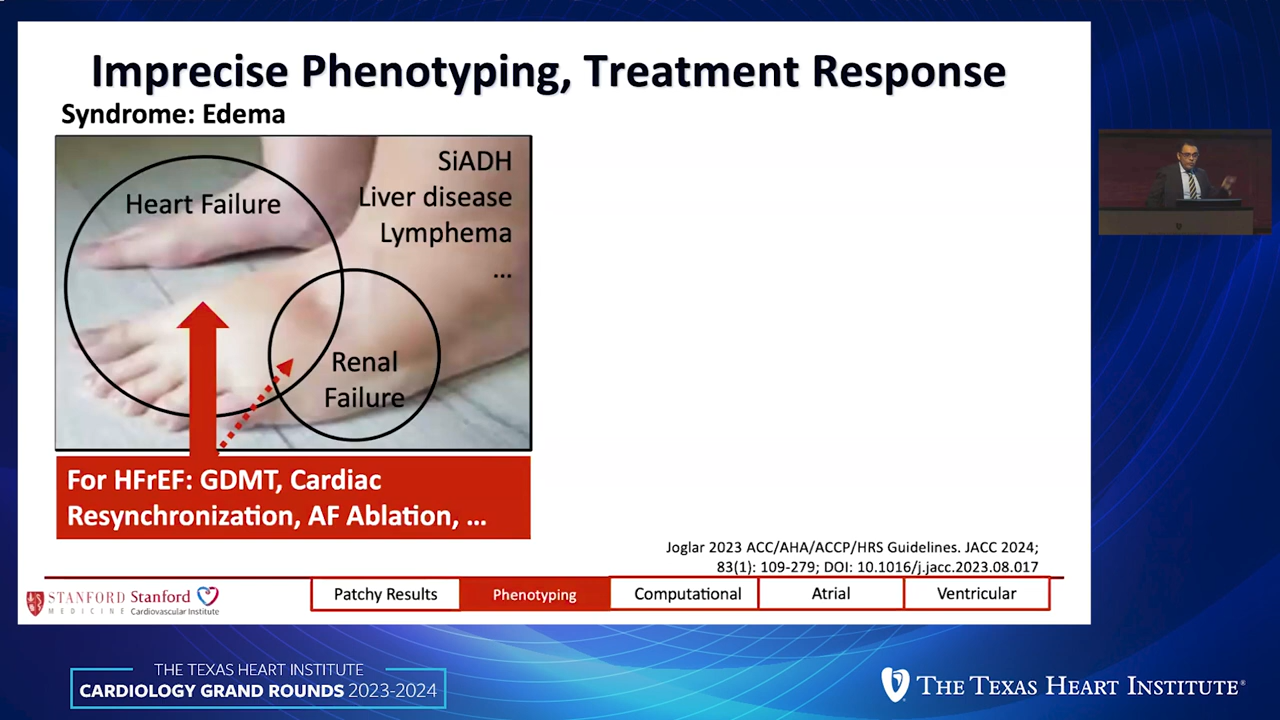 Imprecise Phenotyping, Treatment Response
Syndrome: Edema
Heart Failure
SiADH
Liver disease
Lymphema
...
Renal
Failure
For HFrEF: GDMT, Cardiac
Resynchronization, AF Ablation, ...
Joglar 2023 ACC/AHA/ACCP/HRS Guidelines. JACC 2024;
83(1): 109-279; DOI: 10.1016/j.jacc.2023.08.017
STANFORD
MEDICINE
Stanford
Cardiovascular Institute
Patchy Results
Phenotyping
Computational
Atrial
Ventricular
THE TEXAS HEART INSTITUTE
CARDIOLOGY GRAND ROUNDS 2023-2024
THE TEXAS HEART INSTITUTE®